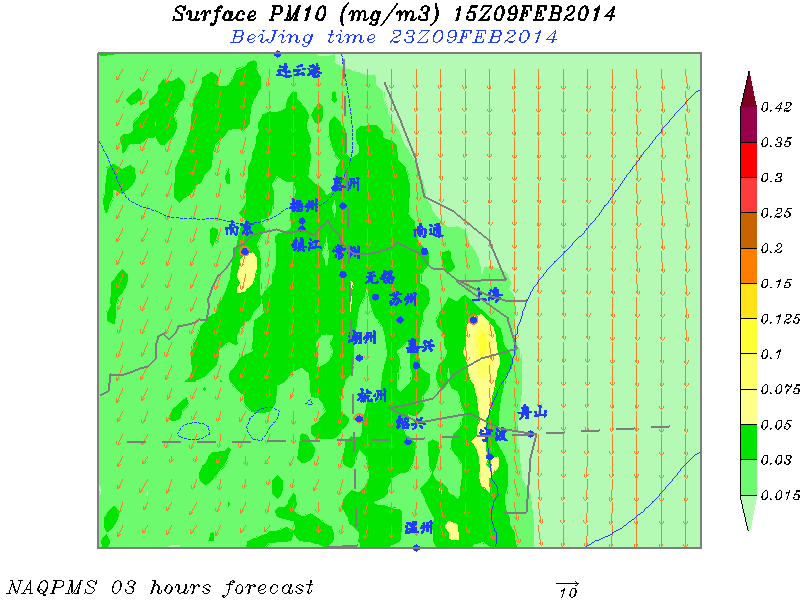 Surface PM10 (mg/m3) 15Z09FEB2014
BeiJing time 23Z09FEB2014
连云港
泰州
扬州
南京
镇江
常州
南通
无锡
苏州
上海
湖州
嘉兴
杭州
绍兴
舟山
宁波
温州
0.42
0.35
0.3
0.25
0.2
0.15
0.125
0.1
0.075
0.05
0.03
0.015
NAQPMS 03 hours forecast
10